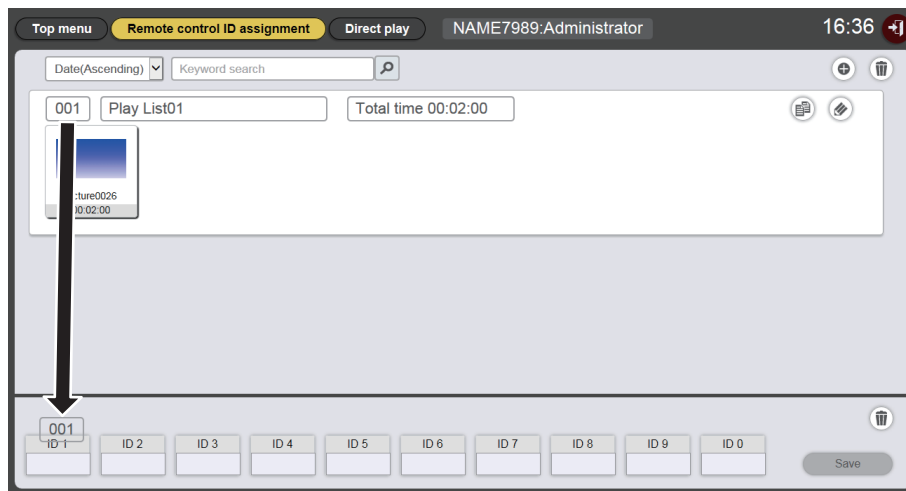 Top menu Remote control ID assignment Direct play NAME7989:Administrator 16:36
Date(Ascending) Keyword search
001 Play List01 Total time 00:02:00
:ture0026
00:02:00
001
ID 1 ID 2 ID 3 ID 4 ID 5 ID 6 ID 7 ID 8 ID 9 ID 0
Save